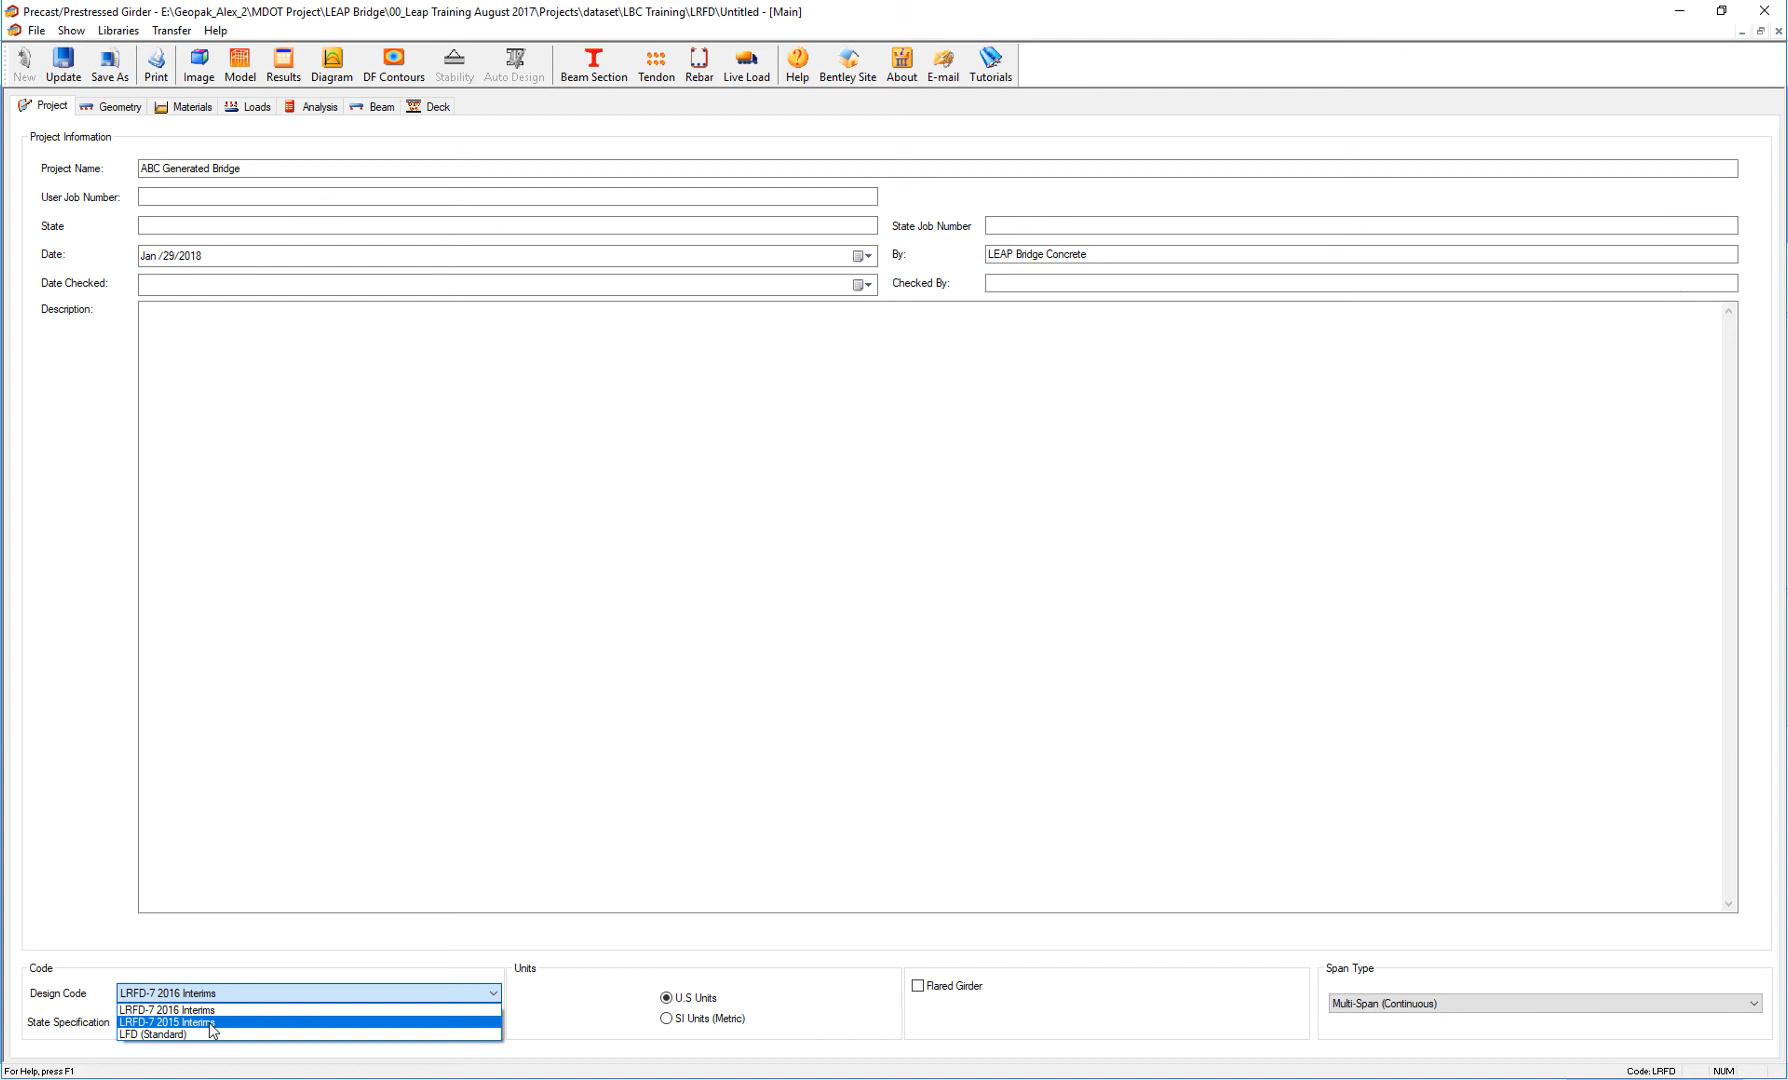 Precast/Prestressed Girder - E:\Geopak_Alex_2\MDOT Project\LEAP Bridge\00_Leap Training August 2017\Projects\dataset\LBC Training\LRFD\Untitled - [Main]
File Show Libraries Transfer Help
New Update Save As Print Image Model Results Diagram DF Contours Stability Auto Design Beam Section Tendon Rebar Live Load Help Bentley Site About E-mail Tutorials
Project Geometry Materials Loads Analysis Beam Deck
Project Information
Project Name: ABC Generated Bridge
User Job Number:
State State Job Number
Date: Jan /29/2018 By: LEAP Bridge Concrete
Date Checked: Checked By:
Description:
Code Units Span Type
Design Code LRFD-7 2016 Interims U.S Units Flared Girder Multi-Span (Continuous)
LRFD-7 2016 Interims
State Specification LRFD-7 2015 Interims SI Units (Metric)
LFD (Standard)
For Help, press F1 Code: LRFD NUM